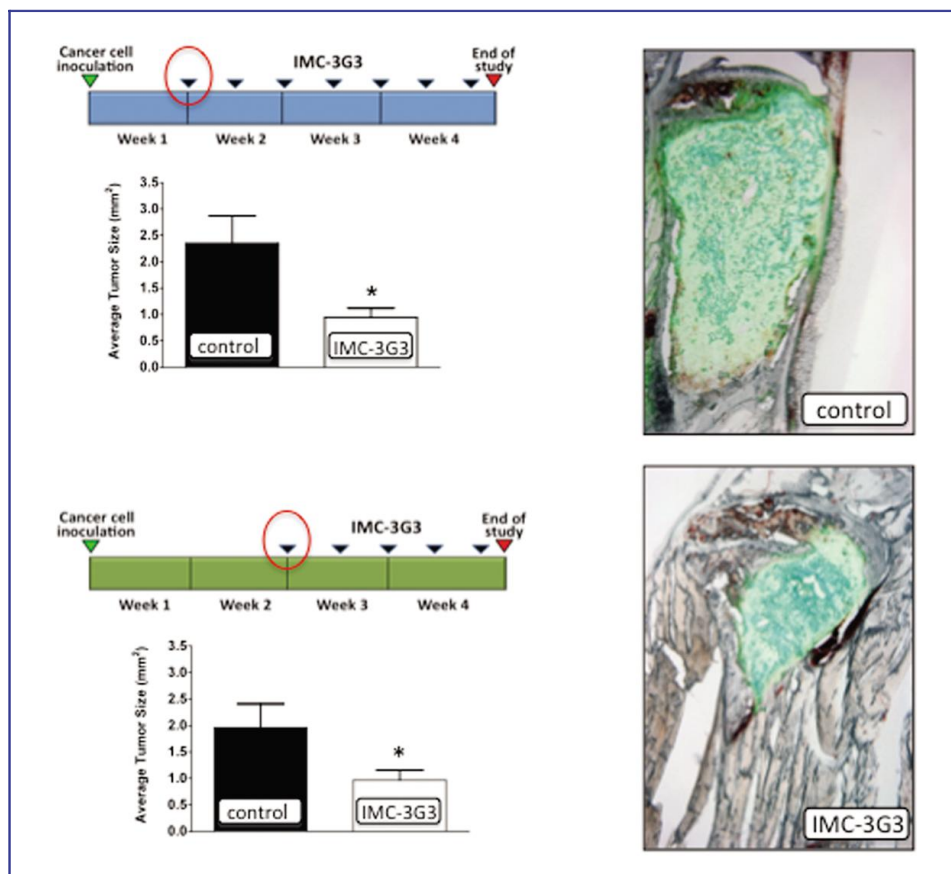 Cancer cell
inoculation
IMC-3G3
End of
study
Week 1
Week 2
Week 3
Week 4
Average Tumor Size (mm²)
3.5
3.0
2.5
2.0
1.5
1.0
0.5
0.0
*
control
IMC-3G3
control
Cancer cell
inoculation
IMC-3G3
End of
study
Week 1
Week 2
Week 3
Week 4
Average Tumor Size (mm²)
3.5
3.0
2.5
2.0
1.5
1.0
0.5
0.0
*
control
IMC-3G3
IMC-3G3